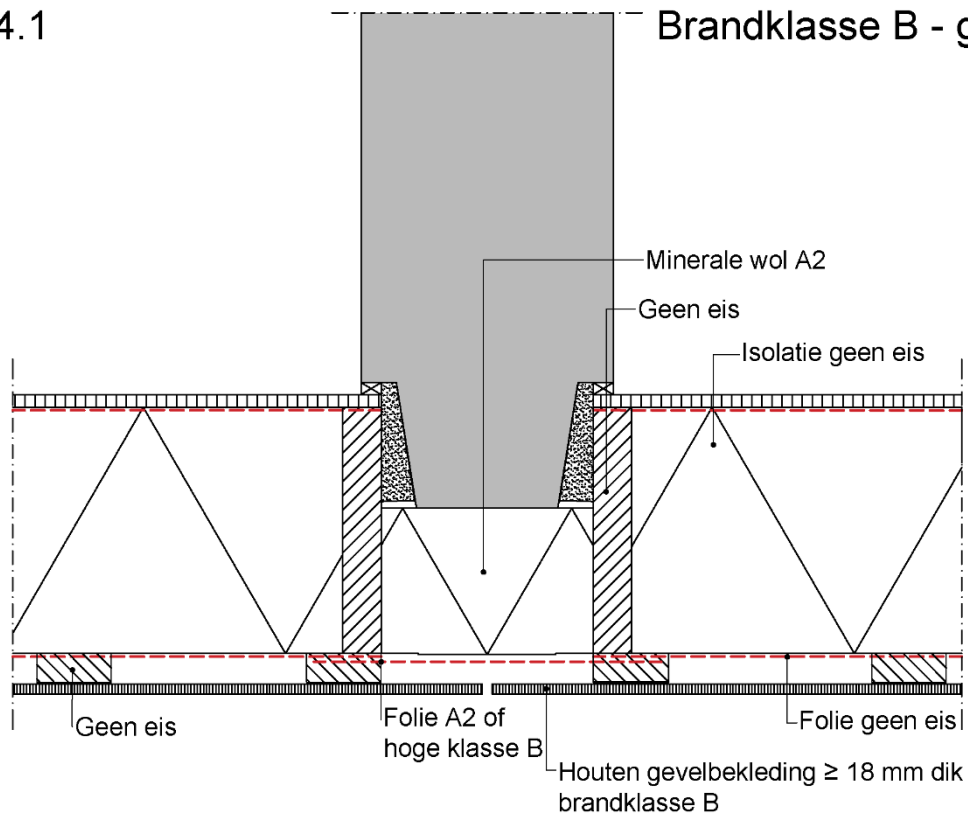 4.1
Brandklasse B - g
Minerale wol A2
Geen eis
Isolatie geen eis
Geen eis
Folie A2 of
hoge klasse B
Folie geen eis
Houten gevelbekleding ≥ 18 mm dik
brandklasse B